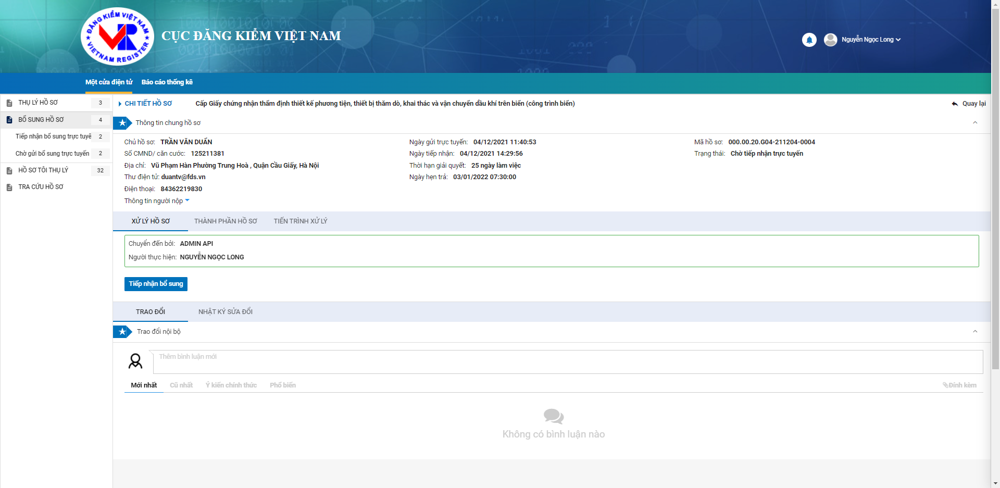 ĐĂNG KIỂM VIỆT NAM
VR
VIETNAM REGISTER
CỤC ĐĂNG KIỂM VIỆT NAM
Nguyễn Ngọc Long
Một cửa điện tử
Báo cáo thống kê
THỤ LÝ HỒ SƠ 3
BỔ SUNG HỒ SƠ 4
Tiếp nhận bổ sung trực tuyế 2
Chờ gửi bổ sung trực tuyến 2
HỒ SƠ TÔI THỤ LÝ 32
TRA CỨU HỒ SƠ
CHI TIẾT HỒ SƠ
Cấp Giấy chứng nhận thẩm định thiết kế phương tiện, thiết bị thăm dò, khai thác và vận chuyển dầu khí trên biển (công trình biển)
Quay lại
Thông tin chung hồ sơ
Chủ hồ sơ: TRẦN VĂN DUẨN
Số CMND/ căn cước: 125211381
Địa chỉ: Vũ Phạm Hàn Phường Trung Hoà , Quận Cầu Giấy, Hà Nội
Thư điện tử: duantv@fds.vn
Điện thoại: 84362219830
Thông tin người nộp
Ngày gửi trực tuyến: 04/12/2021 11:40:53
Ngày tiếp nhận: 04/12/2021 14:29:56
Thời hạn giải quyết: 25 ngày làm việc
Ngày hẹn trả: 03/01/2022 07:30:00
Mã hồ sơ: 000.00.20.G04-211204-0004
Trạng thái: Chờ tiếp nhận trực tuyến
XỬ LÝ HỒ SƠ
THÀNH PHẦN HỒ SƠ
TIẾN TRÌNH XỬ LÝ
Chuyển đến bởi: ADMIN API
Người thực hiện: NGUYỄN NGỌC LONG
Tiếp nhận bổ sung
TRAO ĐỔI
NHẬT KÝ SỬA ĐỔI
Trao đổi nội bộ
Thêm bình luận mới
Mới nhất
Cũ nhất
Ý kiến chính thức
Phổ biến
Đính kèm
Không có bình luận nào